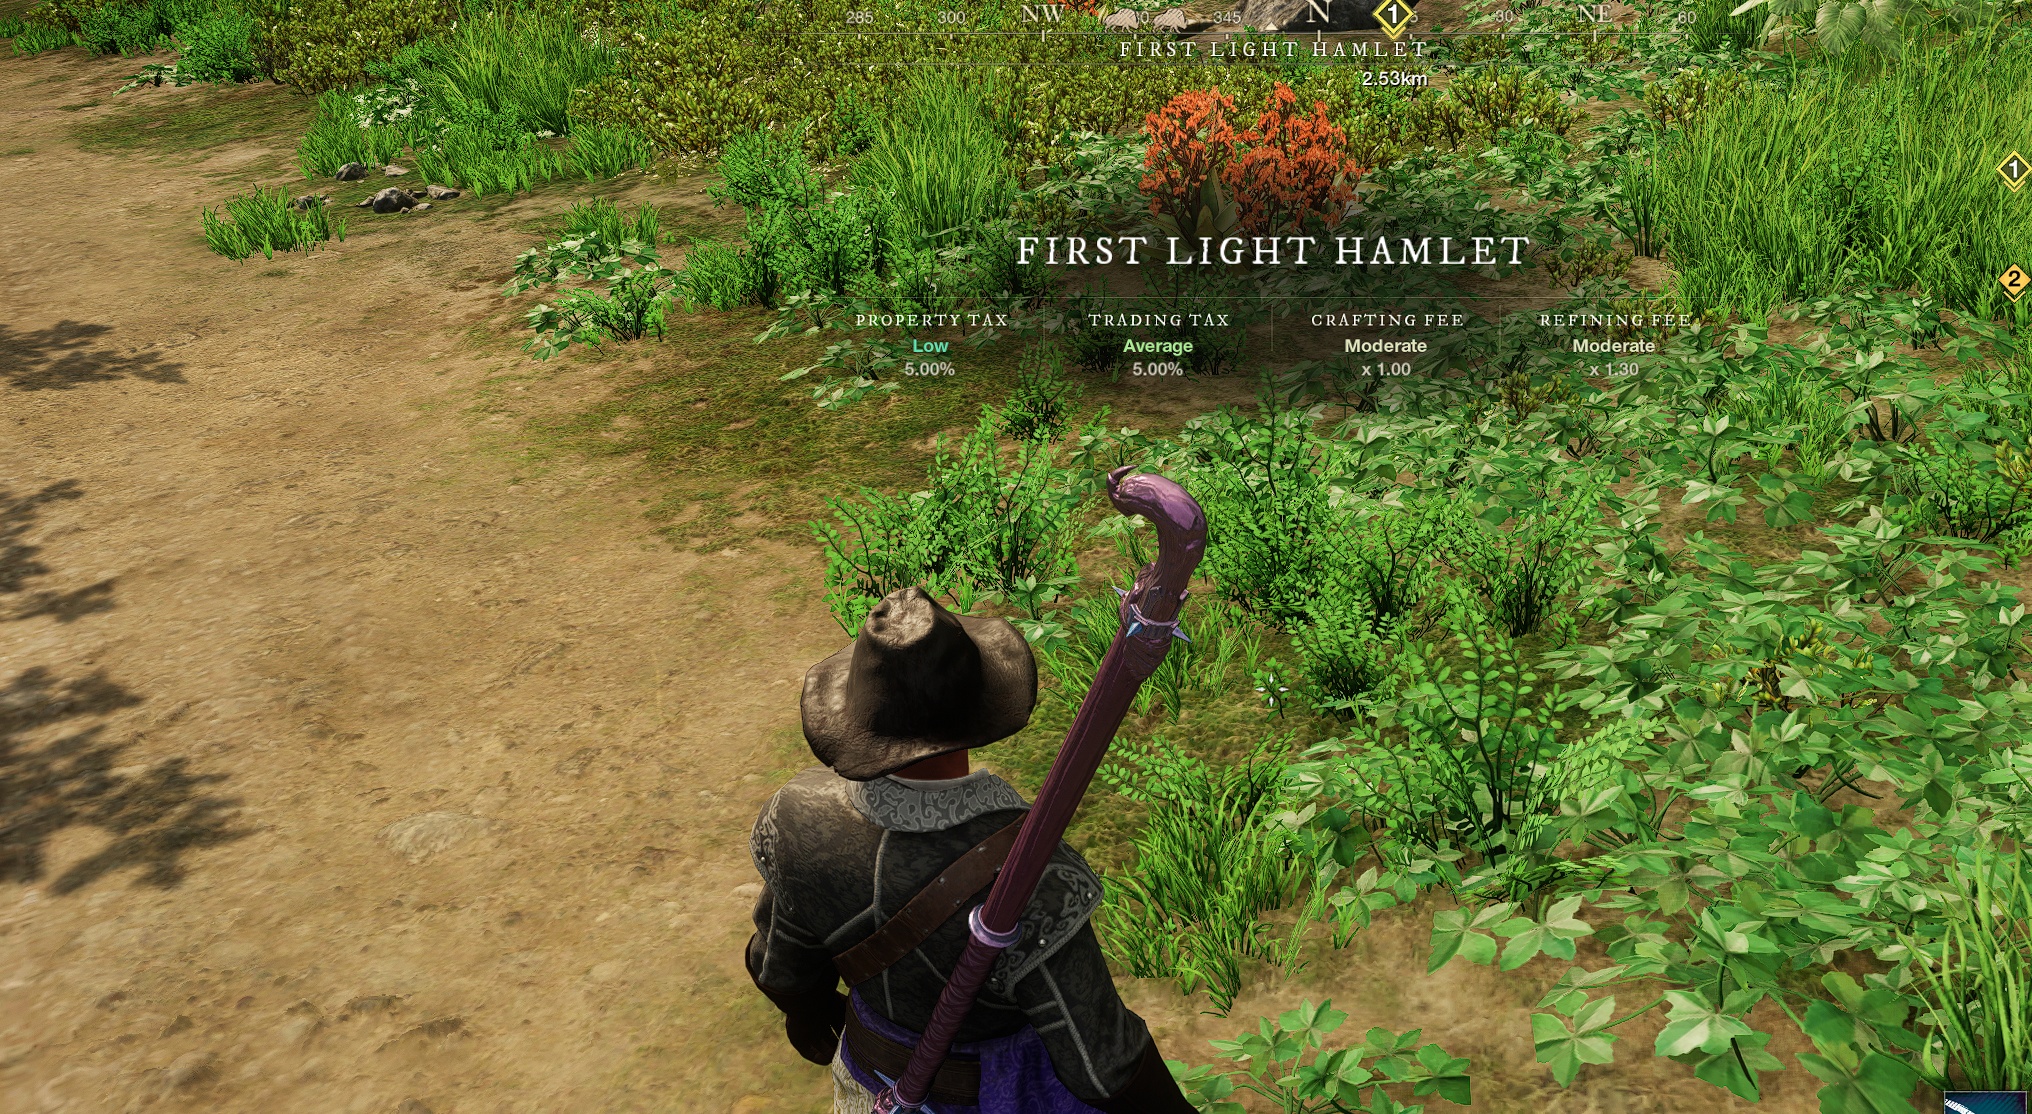 285 300 NW 345 N 1 30 NE 60
FIRST LIGHT HAMLET
2.53km
1
FIRST LIGHT HAMLET
2
PROPERTY TAX TRADING TAX CRAFTING FEE REFINING FEE
Low Average Moderate Moderate
5.00% 5.00% x 1.00 x 1.30